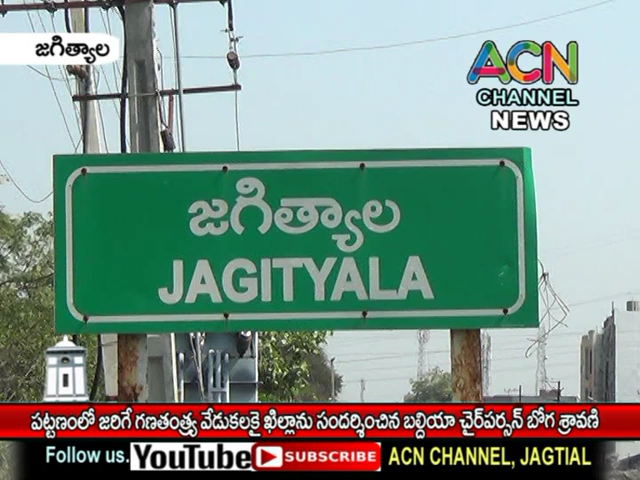 జగిత్యాల
ACN
CHANNEL
NEWS
జగిత్యాల
JAGITYALA
పట్టణంలో జరిగే గణతంత్ర్య వేడుకలకై ఖిల్లాను సందర్శించిన బల్దియా ఛైర్‌పర్సన్ బోగ శ్రావణి
Follow us. YouTube SUBSCRIBE ACN CHANNEL, JAGTIAL